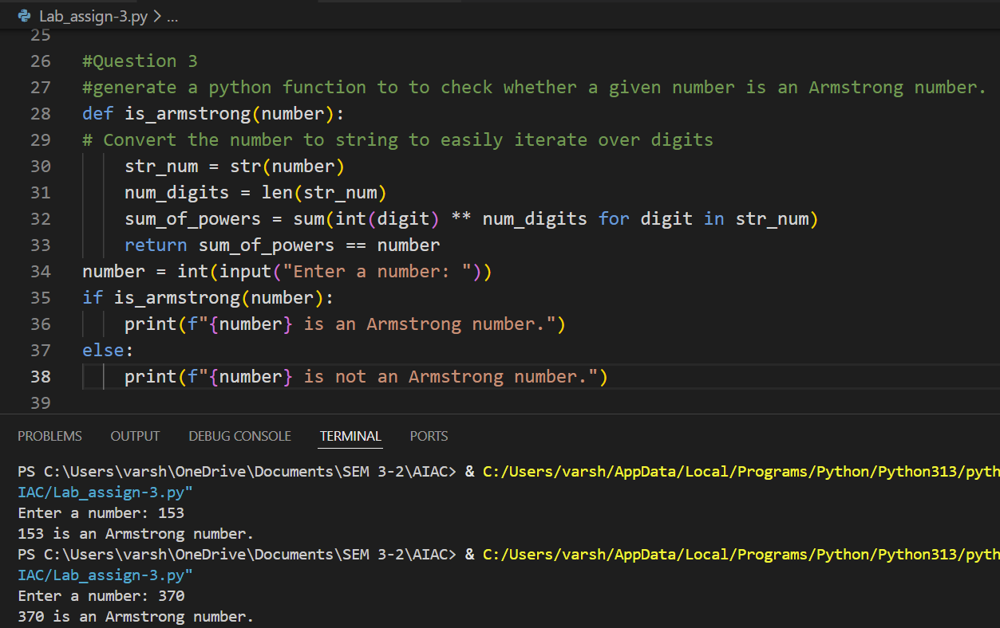 Lab_assign-3.py > ...
25
26 #Question 3
27 #generate a python function to to check whether a given number is an Armstrong number.
28 def is_armstrong(number):
29 # Convert the number to string to easily iterate over digits
30     str_num = str(number)
31     num_digits = len(str_num)
32     sum_of_powers = sum(int(digit) ** num_digits for digit in str_num)
33     return sum_of_powers == number
34 number = int(input("Enter a number: "))
35 if is_armstrong(number):
36     print(f"{number} is an Armstrong number.")
37 else:
38     print(f"{number} is not an Armstrong number.")
39
PROBLEMS OUTPUT DEBUG CONSOLE TERMINAL PORTS
PS C:\Users\varsh\OneDrive\Documents\SEM 3-2\AIAC> & C:/Users/varsh/AppData/Local/Programs/Python/Python313/pyth
IAC/Lab_assign-3.py"
Enter a number: 153
153 is an Armstrong number.
PS C:\Users\varsh\OneDrive\Documents\SEM 3-2\AIAC> & C:/Users/varsh/AppData/Local/Programs/Python/Python313/pyth
IAC/Lab_assign-3.py"
Enter a number: 370
370 is an Armstrong number.